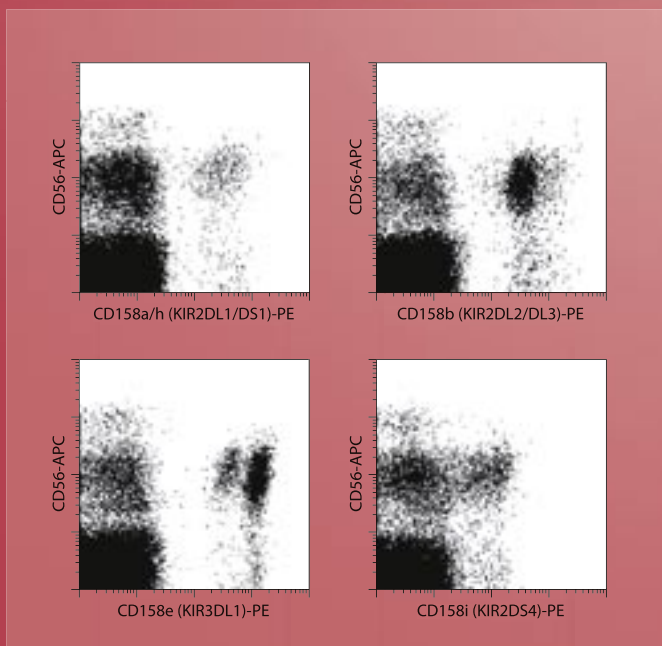 CD56-APC
CD158a/h (KIR2DL1/DS1)-PE
CD56-APC
CD158b (KIR2DL2/DL3)-PE
CD56-APC
CD158e (KIR3DL1)-PE
CD56-APC
CD158i (KIR2DS4)-PE